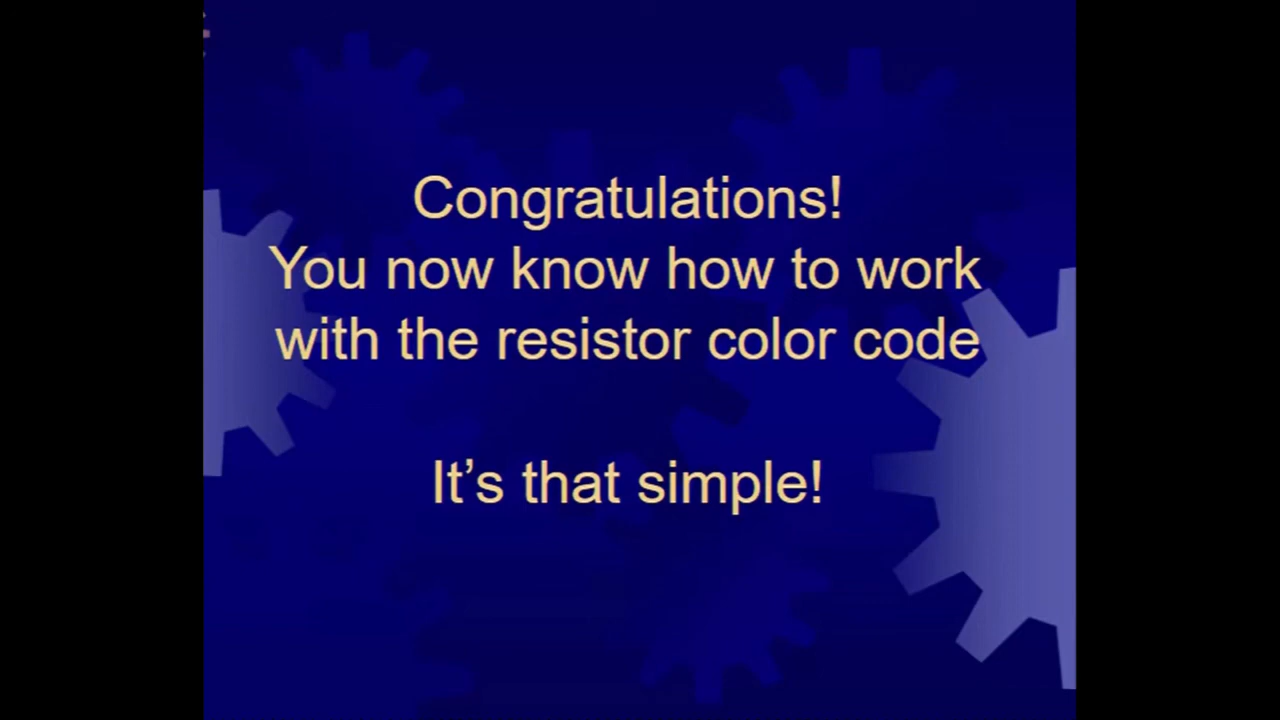 Congratulations!
You now know how to work
with the resistor color code
It’s that simple!